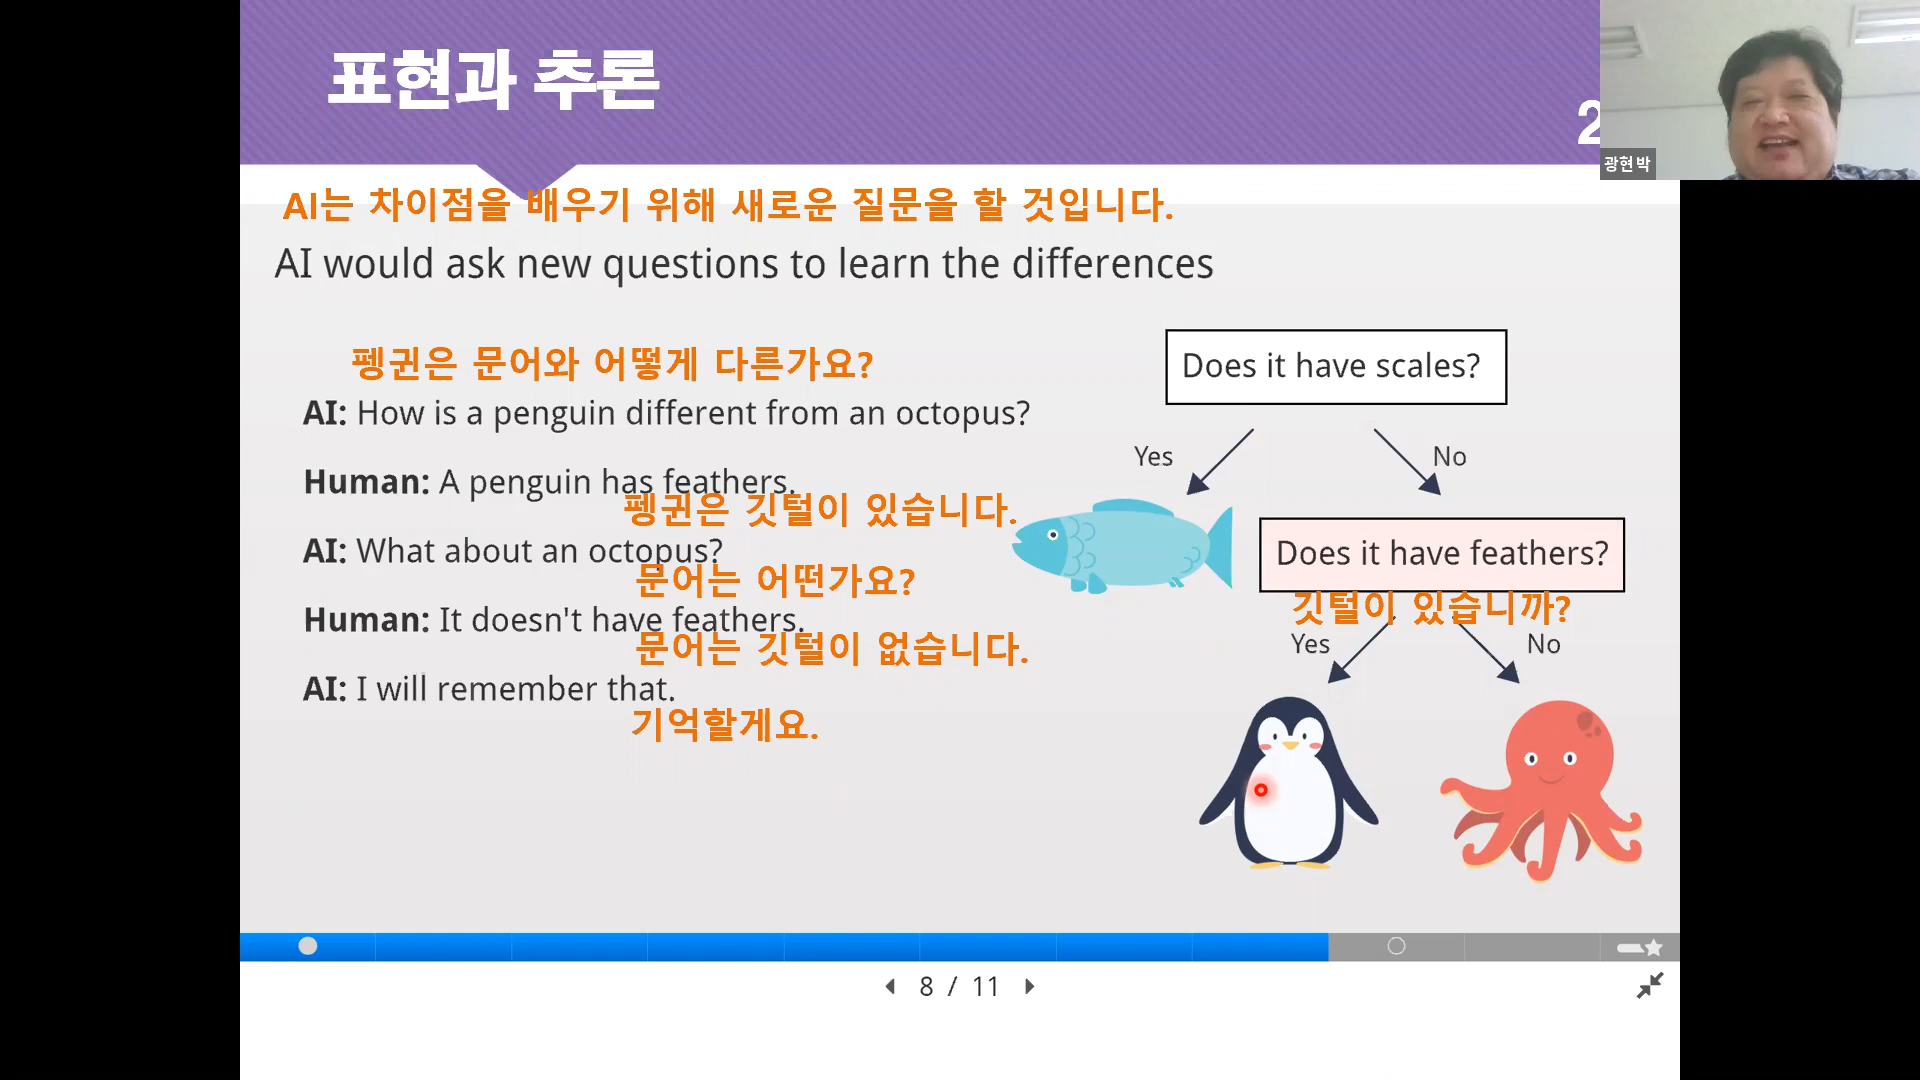 표현과 추론
2
광현 박
AI는 차이점을 배우기 위해 새로운 질문을 할 것입니다.
AI would ask new questions to learn the differences
펭귄은 문어와 어떻게 다른가요?
AI: How is a penguin different from an octopus?
Human: A penguin has feathers.
펭귄은 깃털이 있습니다.
AI: What about an octopus?
문어는 어떤가요?
Human: It doesn't have feathers.
문어는 깃털이 없습니다.
AI: I will remember that.
기억할게요.
Does it have scales?
Yes
No
Does it have feathers?
깃털이 있습니까?
Yes
No
8 / 11